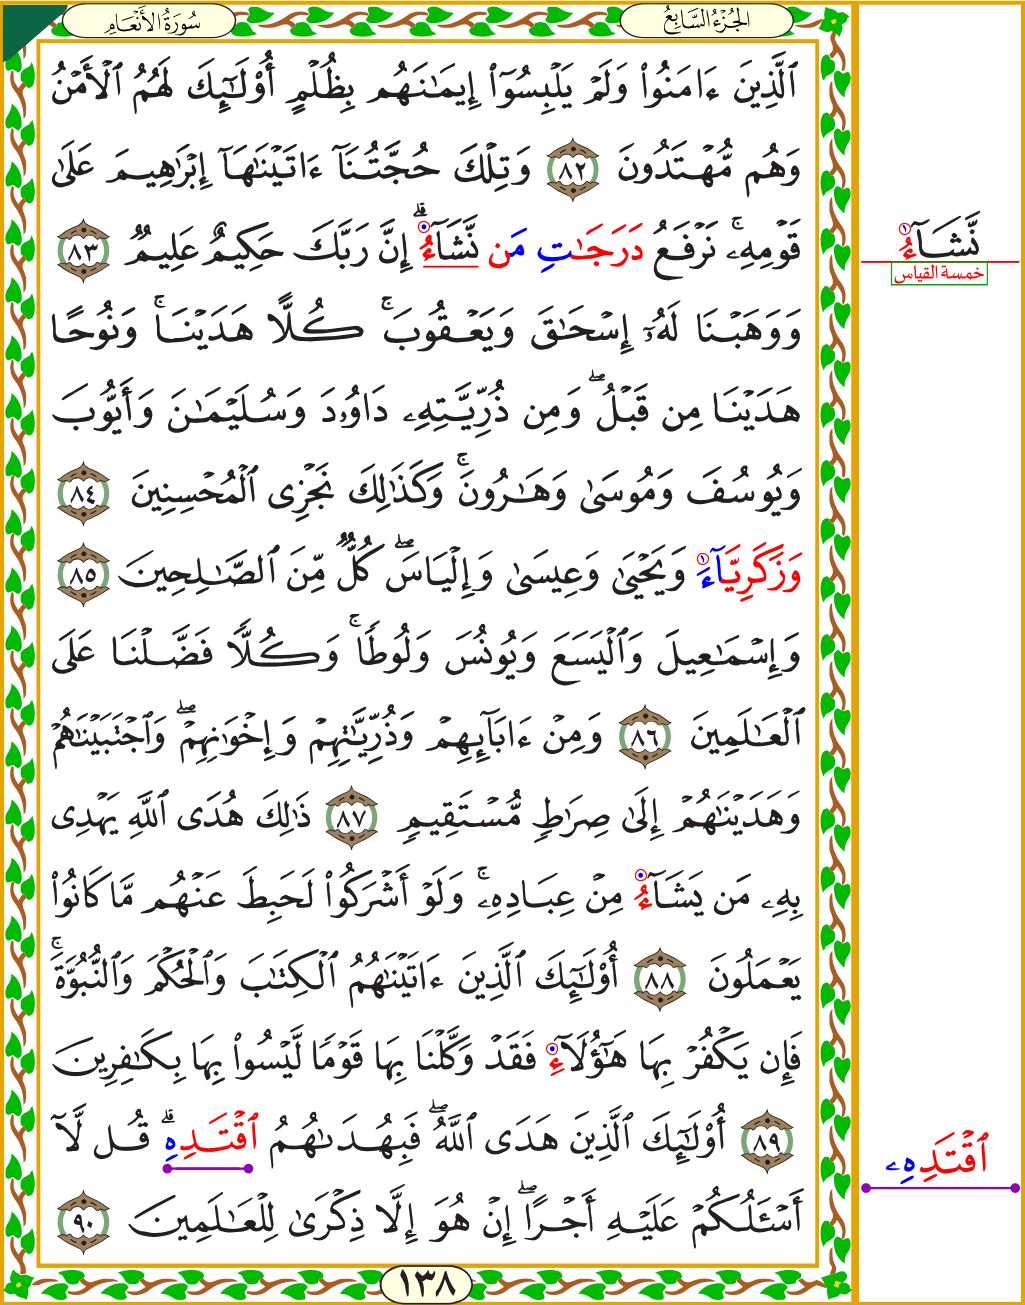 سُورَةُ الأَنْعَامِ
الجُزْءُ السَّابِعُ
ٱلَّذِينَ ءَامَنُواْ وَلَمْ يَلْبِسُوٓاْ إِيمَٰنَهُم بِظُلْمٍ أُوْلَٰٓئِكَ لَهُمُ ٱلْأَمْنُ
وَهُم مُّهْتَدُونَ ٨٢ وَتِلْكَ حُجَّتُنَآ ءَاتَيْنَٰهَآ إِبْرَٰهِيمَ عَلَىٰ
قَوْمِهِۦۚ نَرْفَعُ دَرَجَٰتِ مَن نَّشَآءُۗ إِنَّ رَبَّكَ حَكِيمٌ عَلِيمٌ ٨٣
نَّشَآءُ
خمسة القياس
وَوَهَبْنَا لَهُۥٓ إِسْحَٰقَ وَيَعْقُوبَۚ كُلًّا هَدَيْنَاۚ وَنُوحًا
هَدَيْنَا مِن قَبْلُۖ وَمِن ذُرِّيَّتِهِۦ دَاوُۥدَ وَسُلَيْمَٰنَ وَأَيُّوبَ
وَيُوسُفَ وَمُوسَىٰ وَهَٰرُونَۚ وَكَذَٰلِكَ نَجْزِى ٱلْمُحْسِنِينَ ٨٤
وَزَكَرِيَّآءَ وَيَحْيَىٰ وَعِيسَىٰ وَإِلْيَاسَۖ كُلٌّ مِّنَ ٱلصَّٰلِحِينَ ٨٥
وَإِسْمَٰعِيلَ وَٱلْيَسَعَ وَيُونُسَ وَلُوطًاۚ وَكُلًّا فَضَّلْنَا عَلَى
ٱلْعَٰلَمِينَ ٨٦ وَمِنْ ءَابَآئِهِمْ وَذُرِّيَّٰتِهِمْ وَإِخْوَٰنِهِمْۖ وَٱجْتَبَيْنَٰهُمْ
وَهَدَيْنَٰهُمْ إِلَىٰ صِرَٰطٍ مُّسْتَقِيمٍ ٨٧ ذَٰلِكَ هُدَى ٱللَّهِ يَهْدِى
بِهِۦ مَن يَشَآءُ مِنْ عِبَادِهِۦۚ وَلَوْ أَشْرَكُواْ لَحَبِطَ عَنْهُم مَّا كَانُواْ
يَعْمَلُونَ ٨٨ أُوْلَٰٓئِكَ ٱلَّذِينَ ءَاتَيْنَٰهُمُ ٱلْكِتَٰبَ وَٱلْحُكْمَ وَٱلنُّبُوَّةَۚ
فَإِن يَكْفُرْ بِهَا هَٰٓؤُلَآءِ فَقَدْ وَكَّلْنَا بِهَا قَوْمًا لَّيْسُواْ بِهَا بِكَٰفِرِينَ
٨٩ أُوْلَٰٓئِكَ ٱلَّذِينَ هَدَى ٱللَّهُۖ فَبِهُدَىٰهُمُ ٱقْتَدِهِۗ قُل لَّآ
ٱقْتَدِهِۦ
أَسْـَٔلُكُمْ عَلَيْهِ أَجْرًاۖ إِنْ هُوَ إِلَّا ذِكْرَىٰ لِلْعَٰلَمِينَ ٩٠
١٣٨